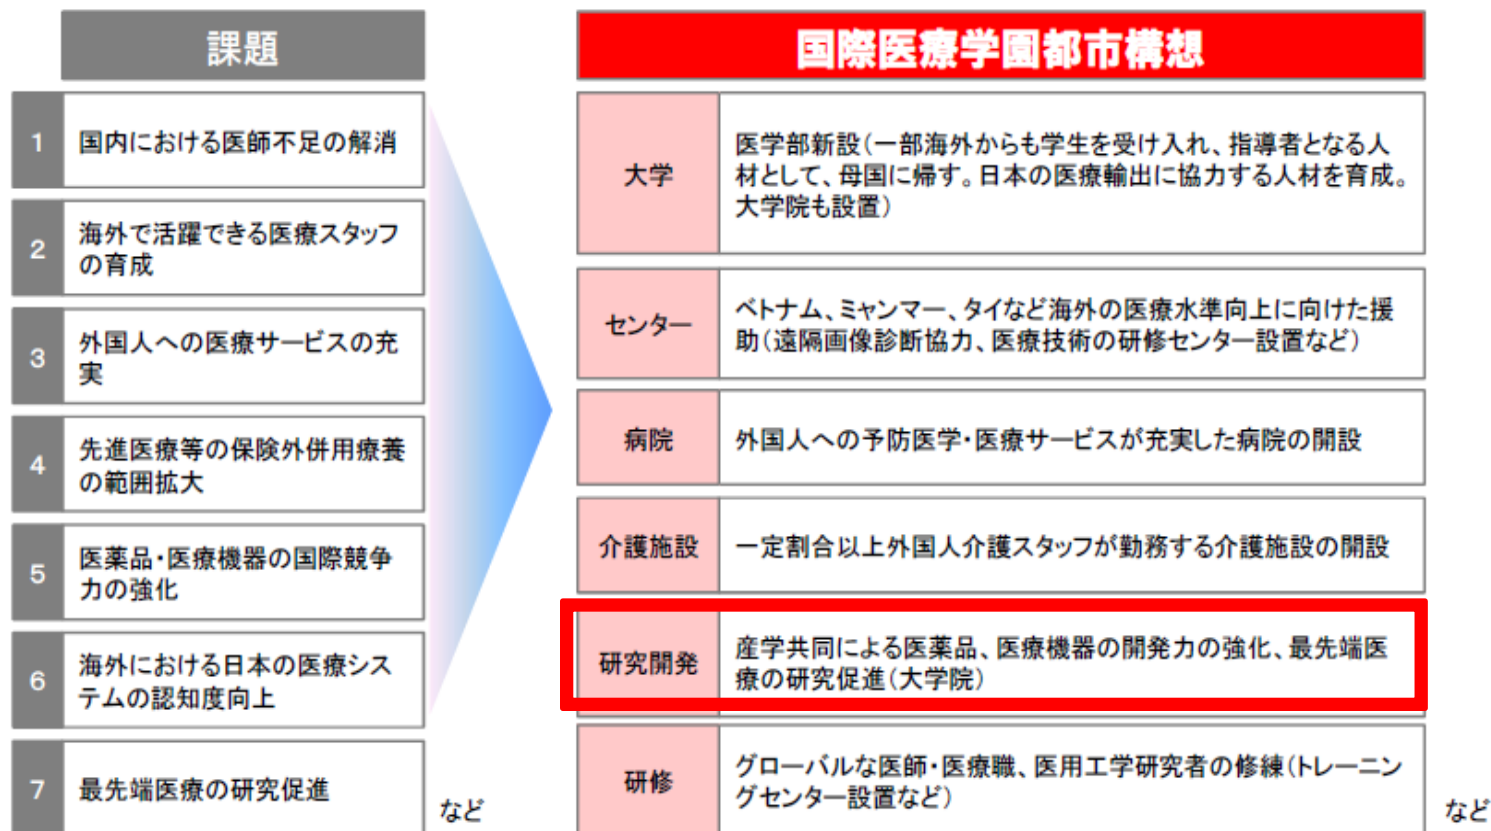 課題
1
国内における医師不足の解消
2
海外で活躍できる医療スタッフ
の育成
3
外国人への医療サービスの充
実
4
先進医療等の保険外併用療養
の範囲拡大
5
医薬品・医療機器の国際競争
力の強化
6
海外における日本の医療シス
テムの認知度向上
7
最先端医療の研究促進
など
国際医療学園都市構想
大学
医学部新設（一部海外からも学生を受け入れ、指導者となる人
材として、母国に帰す。日本の医療輸出に協力する人材を育成。
大学院も設置）
センター
ベトナム、ミャンマー、タイなど海外の医療水準向上に向けた援
助（遠隔画像診断協力、医療技術の研修センター設置など）
病院
外国人への予防医学・医療サービスが充実した病院の開設
介護施設
一定割合以上外国人介護スタッフが勤務する介護施設の開設
研究開発
産学共同による医薬品、医療機器の開発力の強化、最先端医
療の研究促進（大学院）
研修
グローバルな医師・医療職、医用工学研究者の修練（トレーニン
グセンター設置など）
など